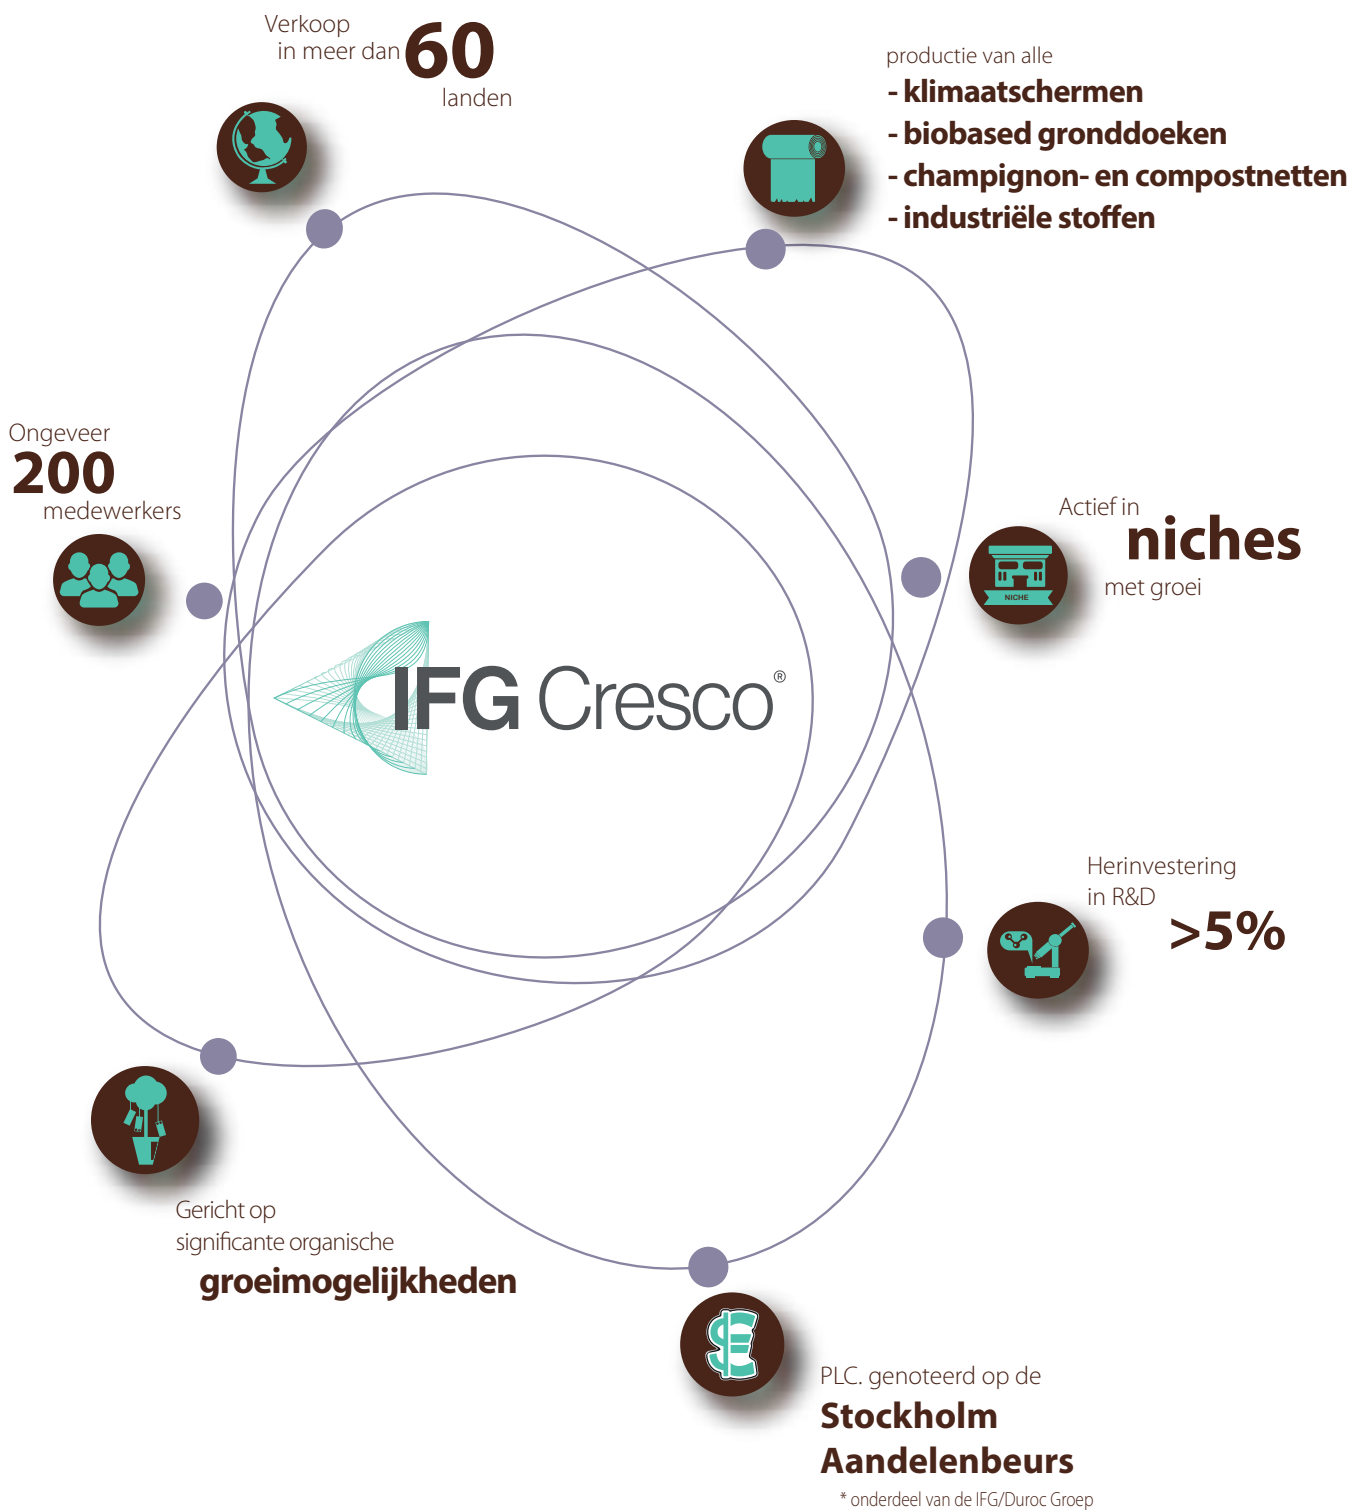 Verkoop
in meer dan 60
landen
productie van alle
- klimaatschermen
- biobased gronddoeken
- champignon- en compostnetten
- industriële stoffen
Ongeveer
200
medewerkers
Actief in
niches
met groei
NICHE
IFG Cresco®
Herinvestering
in R&D
>5%
Gericht op
significante organische
groeimogelijkheden
PLC. genoteerd op de
Stockholm
Aandelenbeurs
* onderdeel van de IFG/Duroc Groep